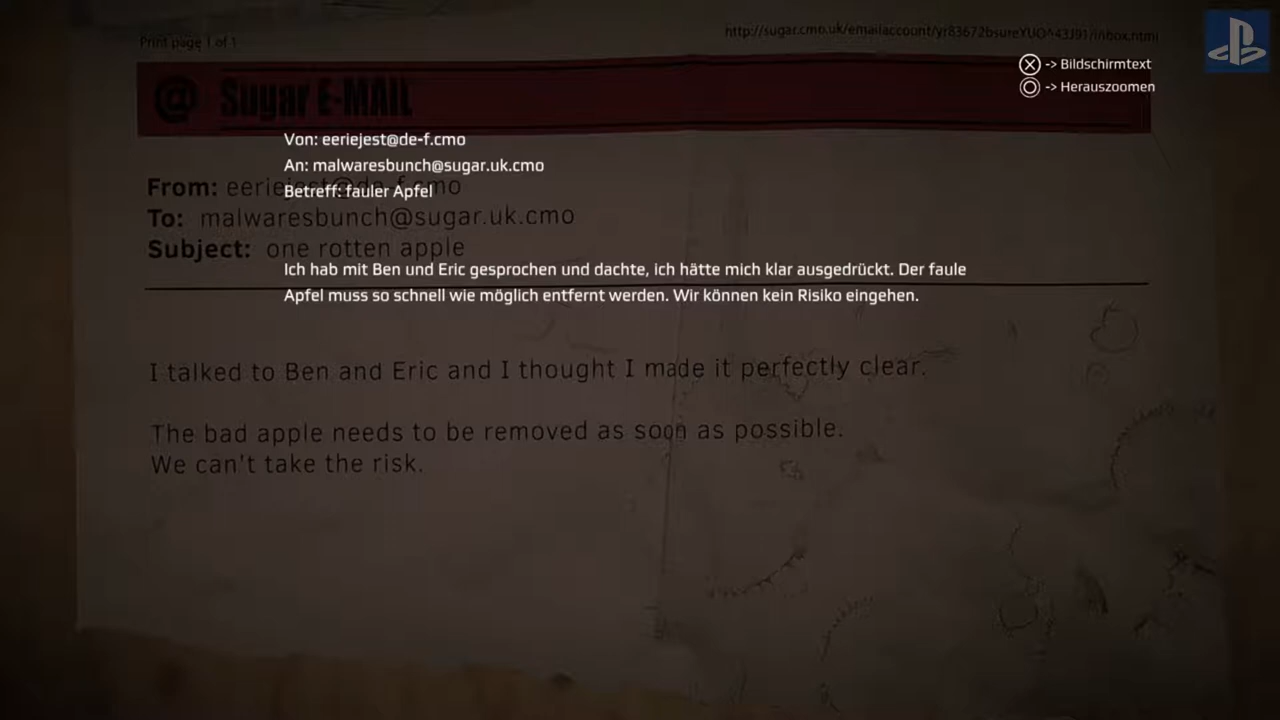 Print page 1 of 1
http://sugar.cmo.uk/emailaccont/yr83672bsureYUO^43J91/inbox.html
-> Bildschirmtext
-> Herauszoomen
@ Sugar E-MAIL
Von: eeriejest@de-f.cmo
An: malwaresbunch@sugar.uk.cmo
Betreff: fauler Apfel
From: eeriejest@de-f.cmo
To: malwaresbunch@sugar.uk.cmo
Subject: one rotten apple
Ich hab mit Ben und Eric gesprochen und dachte, ich hätte mich klar ausgedrückt. Der faule
Apfel muss so schnell wie möglich entfernt werden. Wir können kein Risiko eingehen.
I talked to Ben and Eric and I thought I made it perfectly clear.
The bad apple needs to be removed as soon as possible.
We can't take the risk.